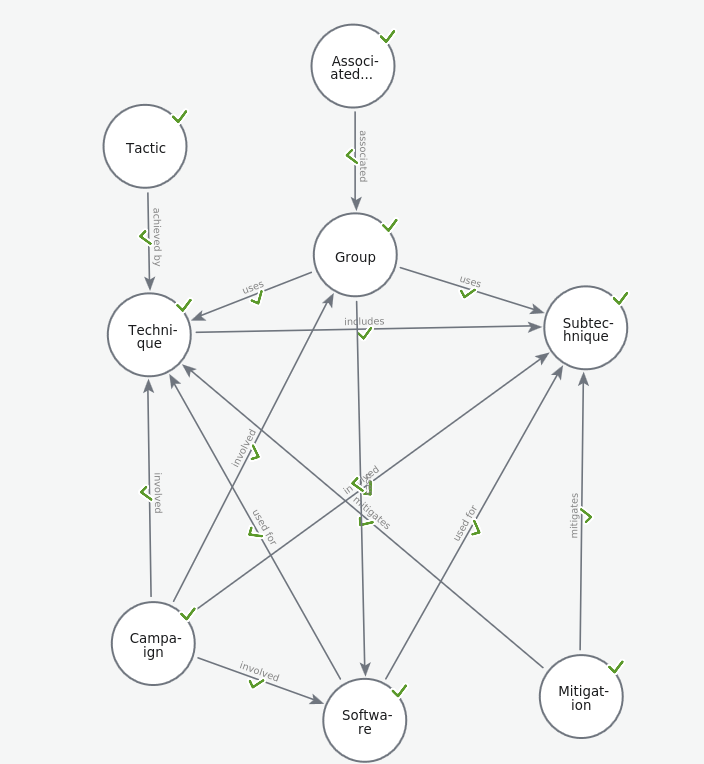 Associ-
ated...
Tactic
associated
achieved by
Group
uses
uses
includes
Techni-
que
Subtec-
hnique
involved
involved
used for
mitigates
used for
mitigates
involved
Campa-
ign
involved
Softwa-
re
Mitigat-
ion